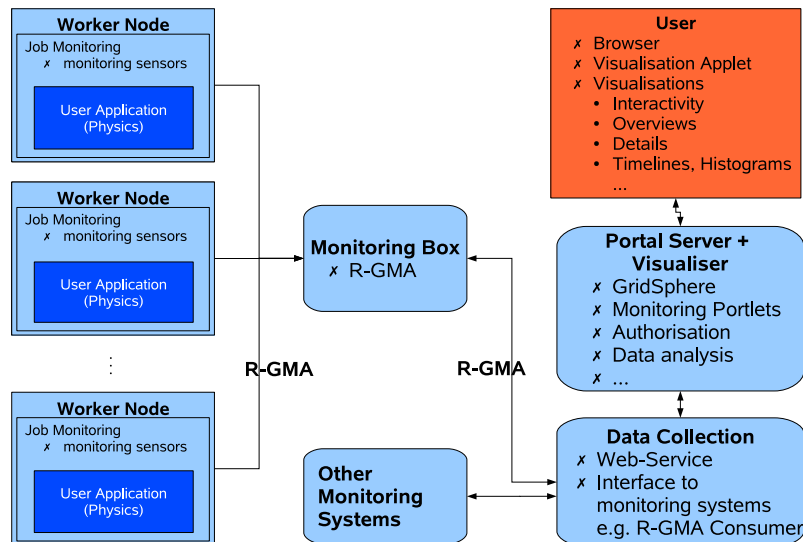 Worker Node
Job Monitoring
✗ monitoring sensors
User Application
(Physics)
Worker Node
Job Monitoring
✗ monitoring sensors
User Application
(Physics)
...
Worker Node
Job Monitoring
✗ monitoring sensors
User Application
(Physics)
R-GMA
Monitoring Box
✗ R-GMA
R-GMA
Other
Monitoring
Systems
User
✗ Browser
✗ Visualisation Applet
✗ Visualisations
• Interactivity
• Overviews
• Details
• Timelines, Histograms
...
Portal Server +
Visualiser
✗ GridSphere
✗ Monitoring Portlets
✗ Authorisation
✗ Data analysis
✗ ...
Data Collection
✗ Web-Service
✗ Interface to
monitoring systems
e.g. R-GMA Consumer